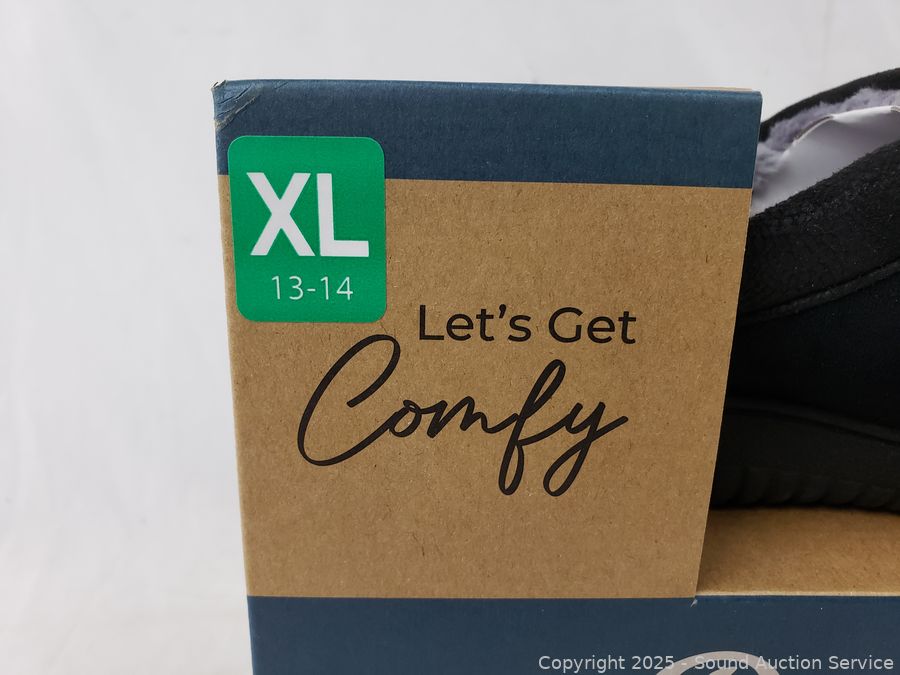 XL
13-14
Let's Get
Comfy
Copyright 2025 - Sound Auction Service